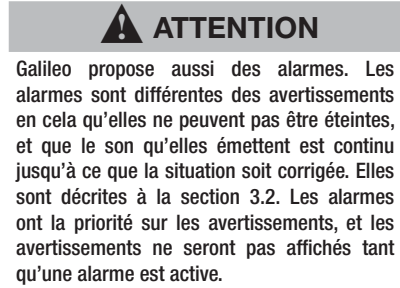 ATTENTION
Galileo propose aussi des alarmes. Les
alarmes sont différentes des avertissements
en cela qu'elles ne peuvent pas être éteintes,
et que le son qu'elles émettent est continu
jusqu'à ce que la situation soit corrigée. Elles
sont décrites à la section 3.2. Les alarmes
ont la priorité sur les avertissements, et les
avertissements ne seront pas affichés tant
qu'une alarme est active.